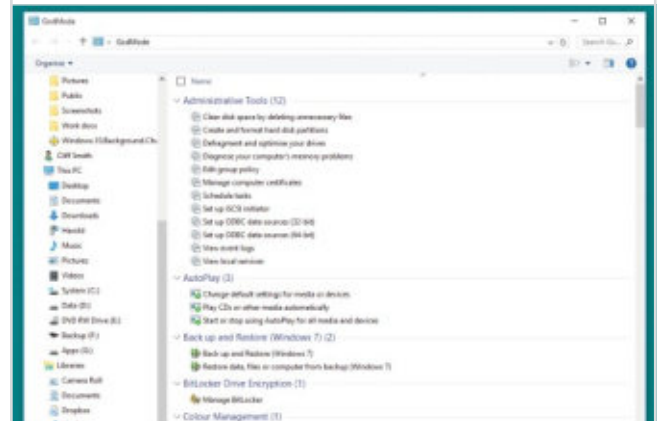 GodMode
GodMode
Search Go...
Organise
Pictures
Public
Screenshots
Work docs
Windows 10/Background Ch
Cliff Smith
This PC
Desktop
Documents
Downloads
Harold
Music
Pictures
Videos
System (C:)
Data (D:)
DVD RW Drive (E:)
Backup (F:)
Apps (G:)
Libraries
Camera Roll
Documents
Dropbox
Name
Administrative Tools (12)
Clear disk space by deleting unnecessary files
Create and format hard disk partitions
Defragment and optimise your drives
Diagnose your computer's memory problems
Edit group policy
Manage computer certificates
Schedule tasks
Set up iSCSI initiator
Set up ODBC data sources (32-bit)
Set up ODBC data sources (64-bit)
View event logs
View local services
AutoPlay (3)
Change default settings for media or devices
Play CDs or other media automatically
Start or stop using AutoPlay for all media and devices
Back up and Restore (Windows 7) (2)
Back up and Restore (Windows 7)
Restore data, files or computer from backup (Windows 7)
BitLocker Drive Encryption (1)
Manage BitLocker
Colour Management (1)